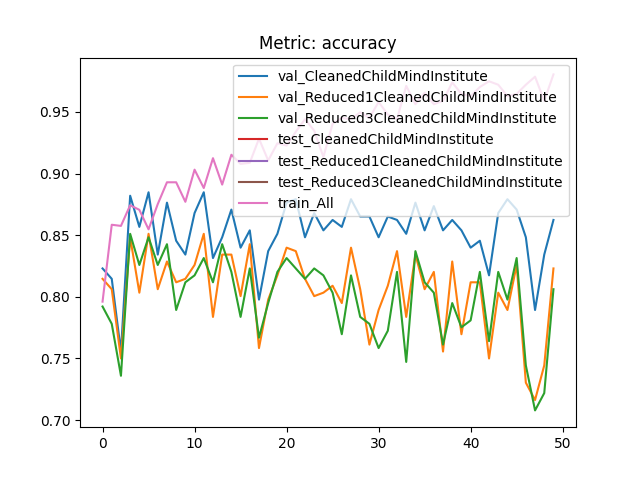 Metric: accuracy
val_CleanedChildMindInstitute
val_Reduced1CleanedChildMindInstitute
val_Reduced3CleanedChildMindInstitute
test_CleanedChildMindInstitute
test_Reduced1CleanedChildMindInstitute
test_Reduced3CleanedChildMindInstitute
train_All
0.95
0.90
0.85
0.80
0.75
0.70
0 10 20 30 40 50